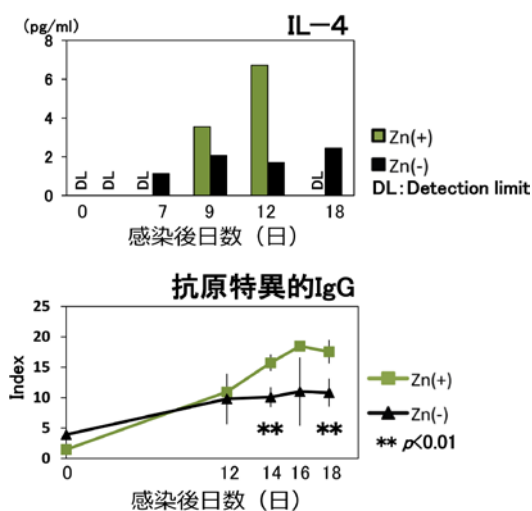 IL-4
(pg/ml)
8
6
4
2
0
DL DL DL DL
0 7 9 12 18
感染後日数（日）
Zn(+)
Zn(-)
DL:Detection limit
抗原特異的IgG
Index
25
20
15
10
5
0
** **
0 12 14 16 18
感染後日数（日）
Zn(+)
Zn(-)
** p<0.01